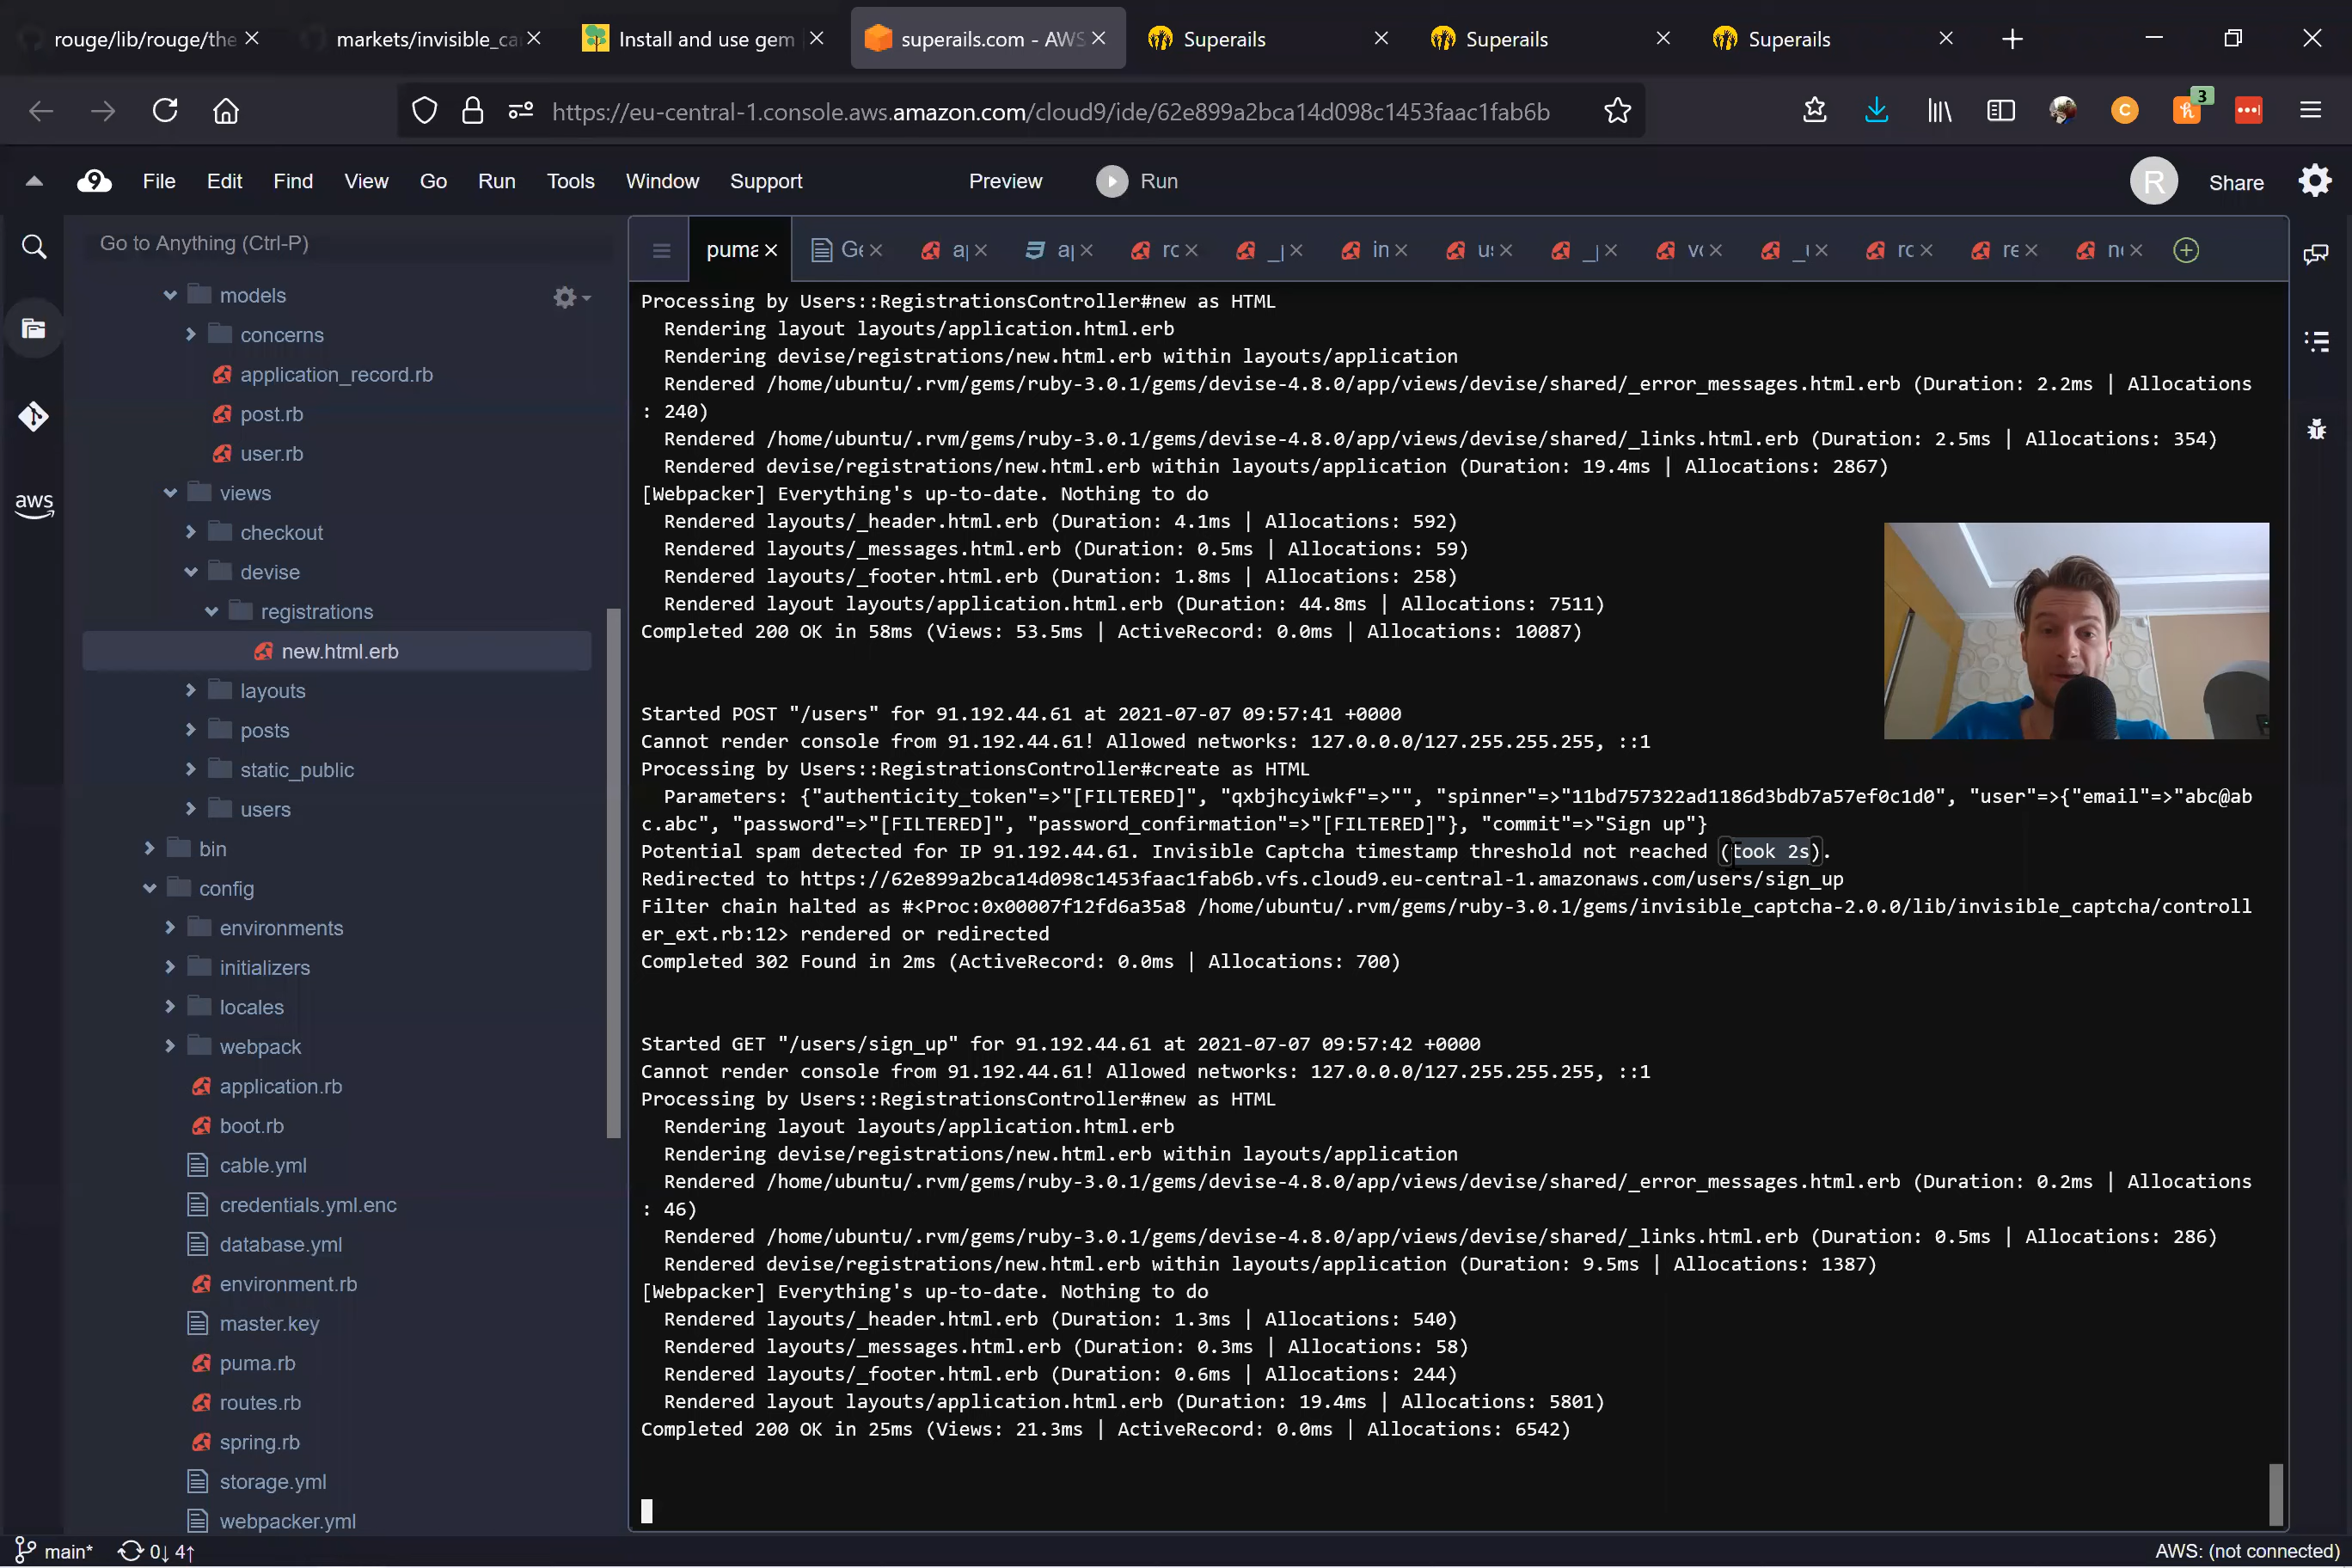 rouge/lib/rouge/the
markets/invisible_ca
Install and use gem
superails.com - AWS
Superails
Superails
Superails
https://eu-central-1.console.aws.amazon.com/cloud9/ide/62e899a2bca14d098c1453faac1fab6b
3
9
File
Edit
Find
View
Go
Run
Tools
Window
Support
Preview
Run
R
Share
Go to Anything (Ctrl-P)
puma
Ge
a
a
rc
_
in
u
_
v
_
rc
re
n
models
concerns
application_record.rb
post.rb
user.rb
views
checkout
devise
registrations
new.html.erb
layouts
posts
static_public
users
bin
config
environments
initializers
locales
webpack
application.rb
boot.rb
cable.yml
credentials.yml.enc
database.yml
environment.rb
master.key
puma.rb
routes.rb
spring.rb
storage.yml
webpacker.yml
aws
Processing by Users::RegistrationsController#new as HTML
Rendering layout layouts/application.html.erb
Rendering devise/registrations/new.html.erb within layouts/application
Rendered /home/ubuntu/.rvm/gems/ruby-3.0.1/gems/devise-4.8.0/app/views/devise/shared/_error_messages.html.erb (Duration: 2.2ms | Allocations
: 240)
Rendered /home/ubuntu/.rvm/gems/ruby-3.0.1/gems/devise-4.8.0/app/views/devise/shared/_links.html.erb (Duration: 2.5ms | Allocations: 354)
Rendered devise/registrations/new.html.erb within layouts/application (Duration: 19.4ms | Allocations: 2867)
[Webpacker] Everything's up-to-date. Nothing to do
Rendered layouts/_header.html.erb (Duration: 4.1ms | Allocations: 592)
Rendered layouts/_messages.html.erb (Duration: 0.5ms | Allocations: 59)
Rendered layouts/_footer.html.erb (Duration: 1.8ms | Allocations: 258)
Rendered layout layouts/application.html.erb (Duration: 44.8ms | Allocations: 7511)
Completed 200 OK in 58ms (Views: 53.5ms | ActiveRecord: 0.0ms | Allocations: 10087)
Started POST "/users" for 91.192.44.61 at 2021-07-07 09:57:41 +0000
Cannot render console from 91.192.44.61! Allowed networks: 127.0.0.0/127.255.255.255, ::1
Processing by Users::RegistrationsController#create as HTML
Parameters: {"authenticity_token"=>"[FILTERED]", "qxbjhcyiwkf"=>"", "spinner"=>"11bd757322ad1186d3bdb7a57ef0c1d0", "user"=>{"email"=>"abc@ab
c.abc", "password"=>"[FILTERED]", "password_confirmation"=>"[FILTERED]"}, "commit"=>"Sign up"}
Potential spam detected for IP 91.192.44.61. Invisible Captcha timestamp threshold not reached (took 2s).
Redirected to https://62e899a2bca14d098c1453faac1fab6b.vfs.cloud9.eu-central-1.amazonaws.com/users/sign_up
Filter chain halted as #<Proc:0x00007f12fd6a35a8 /home/ubuntu/.rvm/gems/ruby-3.0.1/gems/invisible_captcha-2.0.0/lib/invisible_captcha/controll
er_ext.rb:12> rendered or redirected
Completed 302 Found in 2ms (ActiveRecord: 0.0ms | Allocations: 700)
Started GET "/users/sign_up" for 91.192.44.61 at 2021-07-07 09:57:42 +0000
Cannot render console from 91.192.44.61! Allowed networks: 127.0.0.0/127.255.255.255, ::1
Processing by Users::RegistrationsController#new as HTML
Rendering layout layouts/application.html.erb
Rendering devise/registrations/new.html.erb within layouts/application
Rendered /home/ubuntu/.rvm/gems/ruby-3.0.1/gems/devise-4.8.0/app/views/devise/shared/_error_messages.html.erb (Duration: 0.2ms | Allocations
: 46)
Rendered /home/ubuntu/.rvm/gems/ruby-3.0.1/gems/devise-4.8.0/app/views/devise/shared/_links.html.erb (Duration: 0.5ms | Allocations: 286)
Rendered devise/registrations/new.html.erb within layouts/application (Duration: 9.5ms | Allocations: 1387)
[Webpacker] Everything's up-to-date. Nothing to do
Rendered layouts/_header.html.erb (Duration: 1.3ms | Allocations: 540)
Rendered layouts/_messages.html.erb (Duration: 0.3ms | Allocations: 58)
Rendered layouts/_footer.html.erb (Duration: 0.6ms | Allocations: 244)
Rendered layout layouts/application.html.erb (Duration: 19.4ms | Allocations: 5801)
Completed 200 OK in 25ms (Views: 21.3ms | ActiveRecord: 0.0ms | Allocations: 6542)
main*
0↓ 4↑
AWS: (not connected)